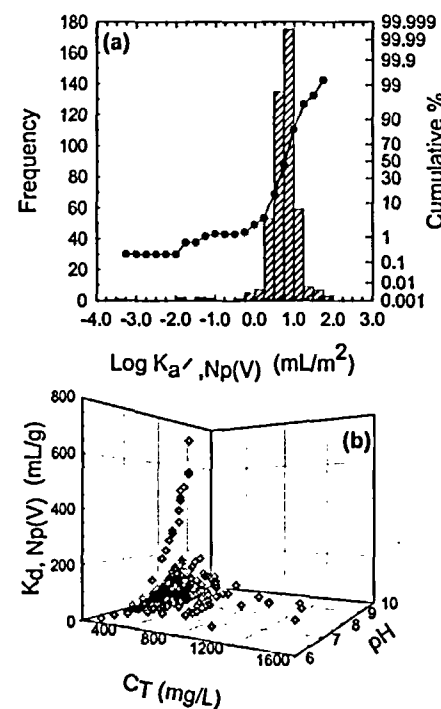 (a)
180
160
140
120
100
80
60
40
20
0
Frequency
99.999
99.99
99.9
99
90
70
50
30
10
1
0.1
0.01
0.001
Cumulative %
-4.0 -3.0 -2.0 -1.0 0.0 1.0 2.0 3.0
Log Ka′,Np(V) (mL/m²)
(b)
800
600
400
200
0
Kd, Np(V) (mL/g)
400 800 1200 1600
CT (mg/L)
6 7 8 9 10
pH